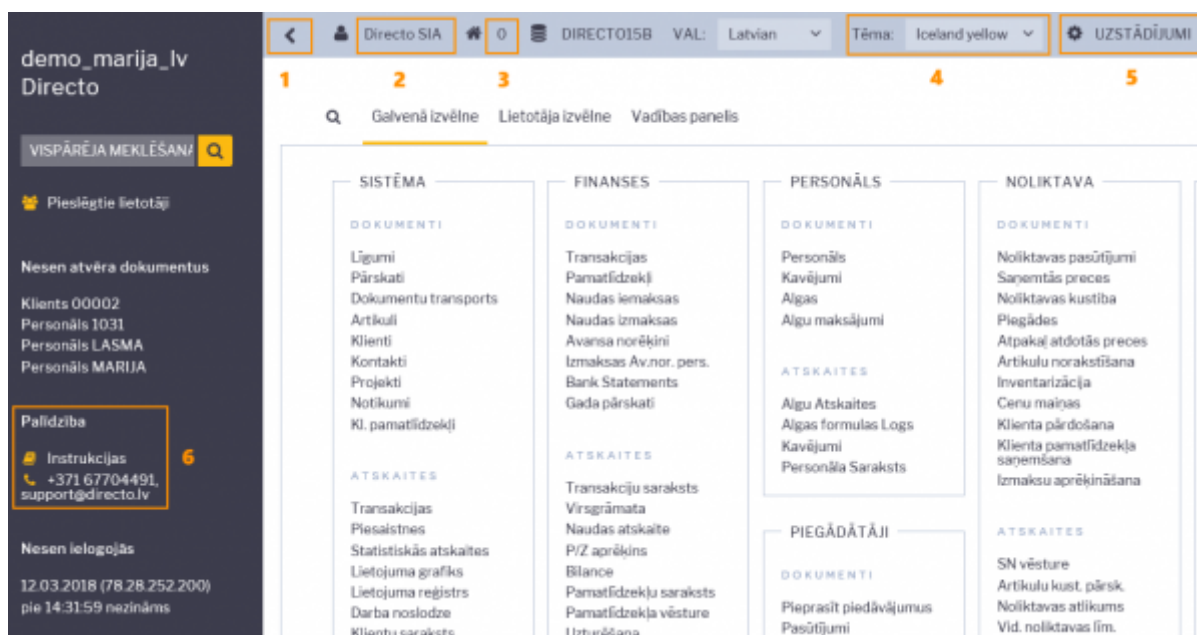 demo_marija_lv
Directo
VISPĀRĒJA MEKLĒŠANA
Pieslēgtie lietotāji
Nesen atvēra dokumentus
Klients 00002
Personāls 1031
Personāls LASMA
Personāls MARIJA
Palīdzība
Instrukcijas
6
+371 67704491,
support@directo.lv
Nesen ielogojās
12.03.2018 (78.28.252.200)
pie 14:31:59 nezināms
Directo SIA
0
DIRECTO15B
VAL: Latvian
Tēma: Iceland yellow
UZSTĀDĪJUMI
1 2 3 4 5
Galvenā izvēlne Lietotāja izvēlne Vadības panelis
SISTĒMA
DOKUMENTI
Līgumi
Pārskati
Dokumentu transports
Artikuli
Klienti
Kontakti
Projekti
Notikumi
Kl. pamatlīdzekļi
ATSKAITES
Transakcijas
Piesaistnes
Statistiskās atskaites
Lietojuma grafiks
Lietojuma reģistrs
Darba noslodze
Klientu saraksts
FINANSES
DOKUMENTI
Transakcijas
Pamatlīdzekļi
Naudas iemaksas
Naudas izmaksas
Avansa norēķini
Izmaksas Av.nor. pers.
Bank Statements
Gada pārskati
ATSKAITES
Transakciju saraksts
Virsgrāmata
Naudas atskaite
P/Z aprēķins
Bilance
Pamatlīdzekļu saraksts
Pamatlīdzekļa vēsture
Uzturēšana
PERSONĀLS
DOKUMENTI
Personāls
Kavējumi
Algas
Algu maksājumi
ATSKAITES
Algu Atskaites
Algas formulas Logs
Kavējumi
Personāla Saraksts
PIEGĀDĀTĀJI
DOKUMENTI
Pieprasīt piedāvājumus
Pasūtījumi
NOLIKTAVA
DOKUMENTI
Noliktavas pasūtījumi
Saņemtās preces
Noliktavas kustība
Piegādes
Atpakaļ atdotās preces
Artikulu norakstīšana
Inventarizācija
Cenu maiņas
Klienta pārdošana
Klienta pamatlīdzekļa
saņemšana
Izmaksu aprēķināšana
ATSKAITES
SN vēsture
Artikulu kust. pārsk.
Noliktavas atlikums
Vid. noliktavas līm.